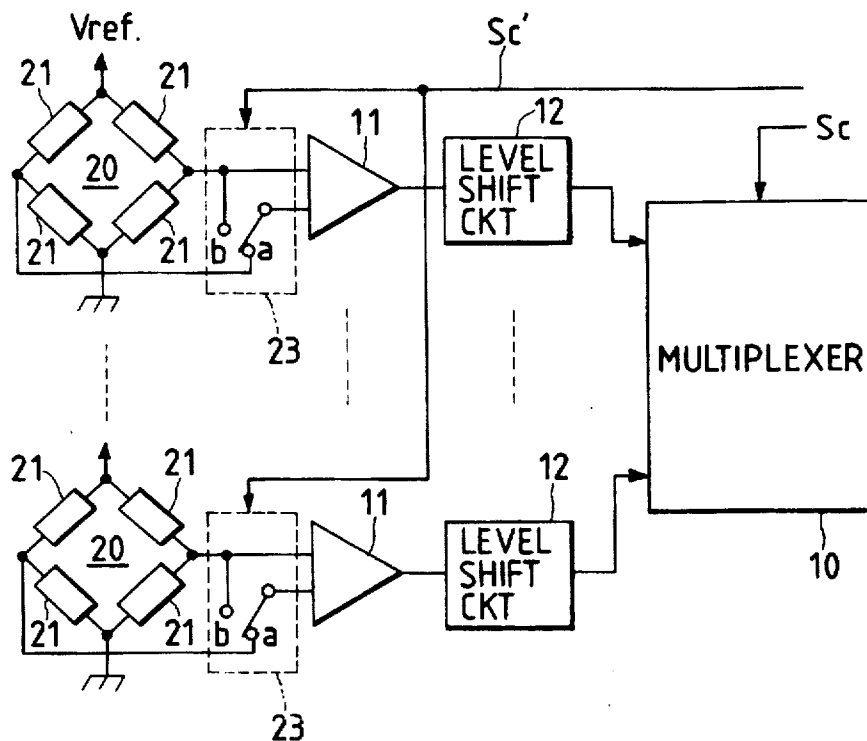 Vref.
Sc'
21
21
11
12
Sc
20
LEVEL
SHIFT
CKT
21
21
b
a
23
MULTIPLEXER
21
21
11
12
20
LEVEL
SHIFT
CKT
10
21
21
b
a
23